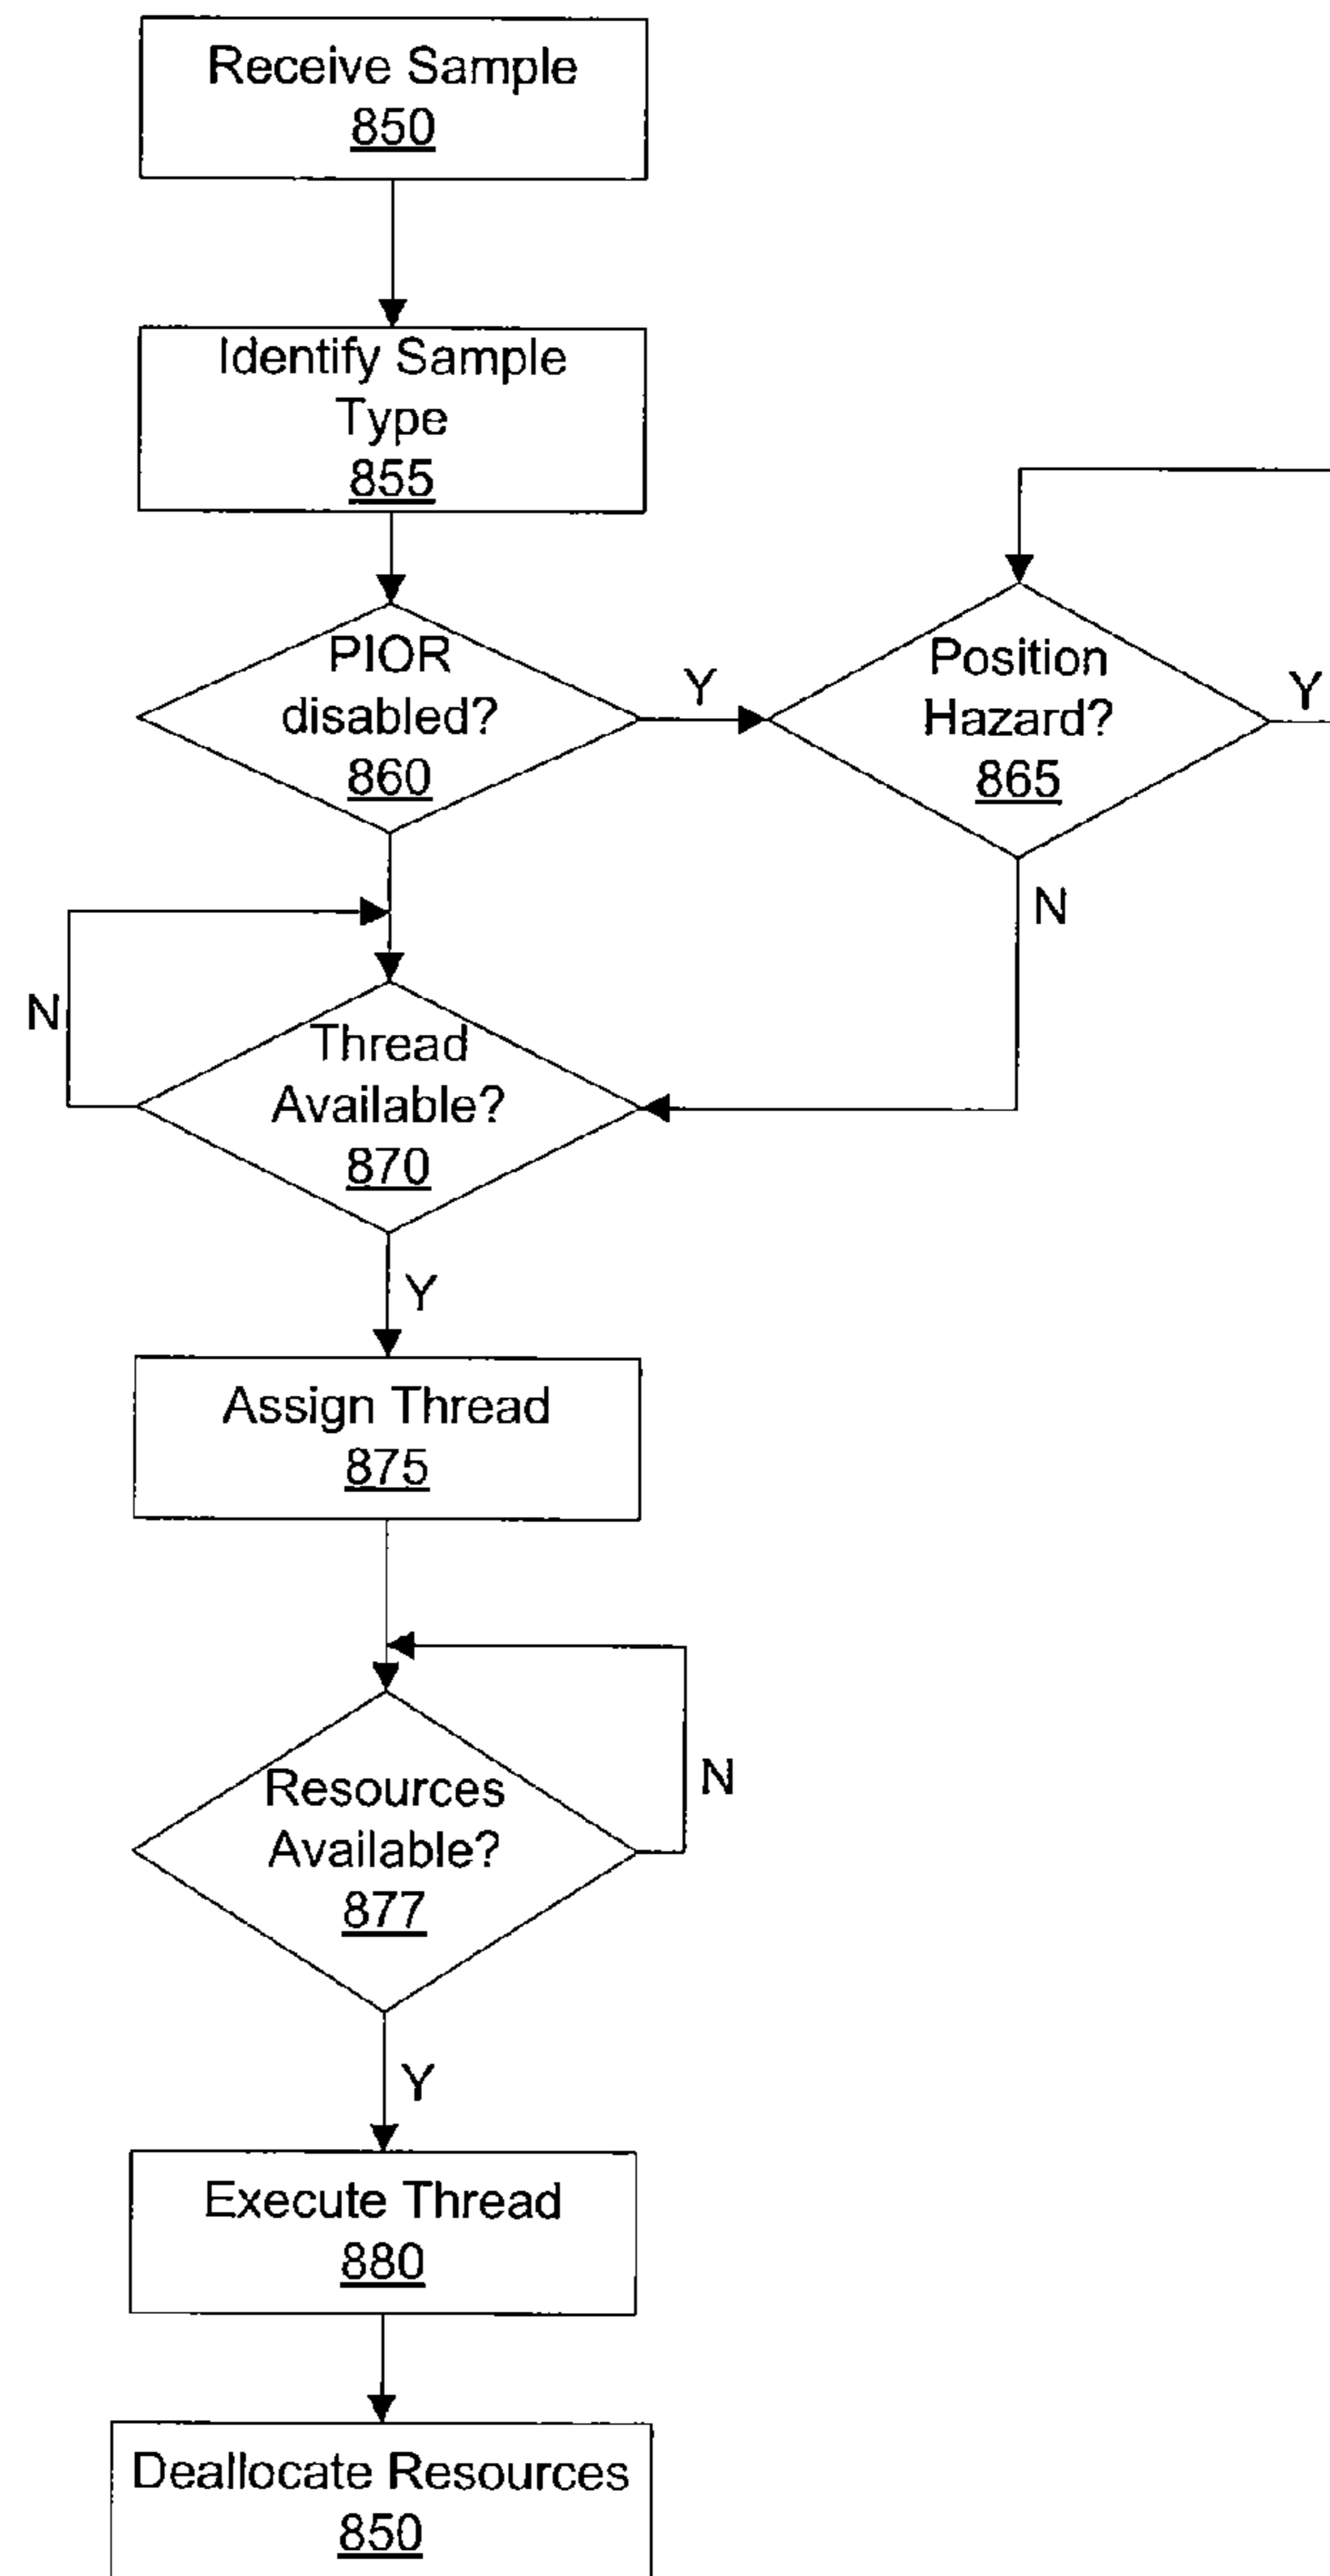 Receive Sample
850
Identify Sample
Type
855
PIOR
disabled?
860
Y
Position
Hazard?
865
Y
N
N
Thread
Available?
870
Y
Assign Thread
875
Resources
Available?
877
N
Y
Execute Thread
880
Deallocate Resources
850